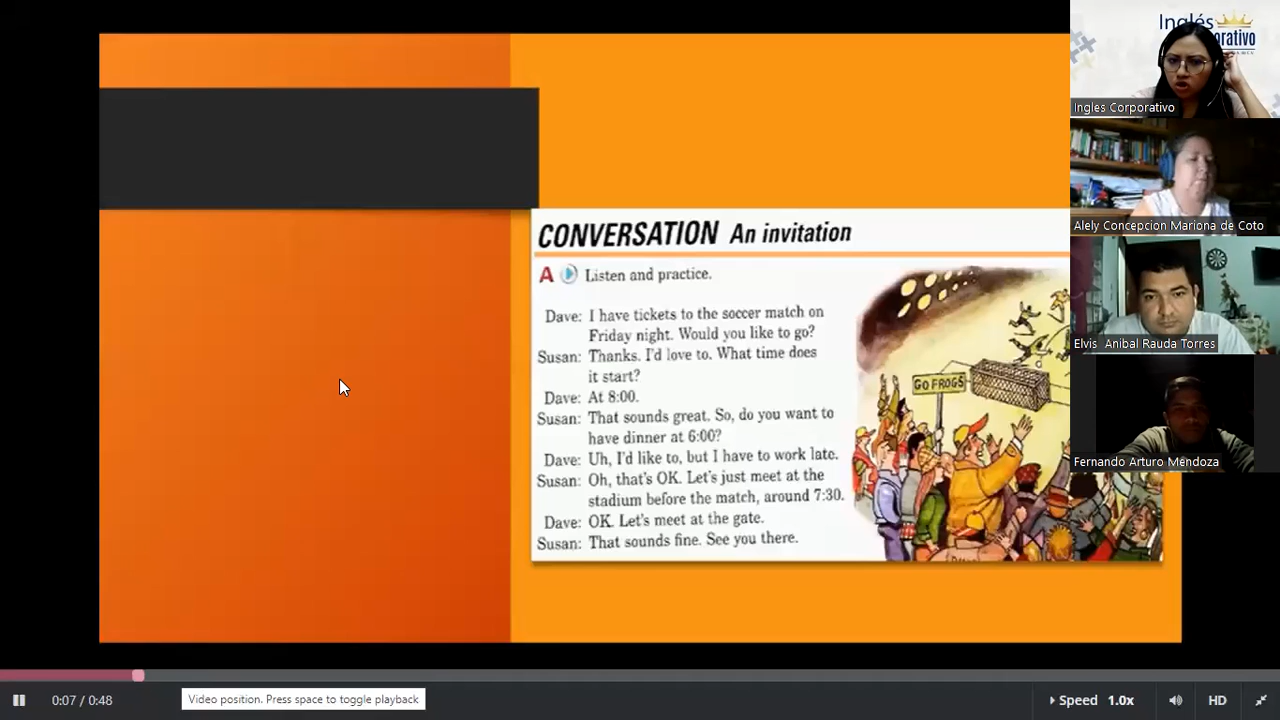 CONVERSATION An invitation
A Listen and practice.
Dave: I have tickets to the soccer match on
Friday night. Would you like to go?
Susan: Thanks. I'd love to. What time does
it start?
Dave: At 8:00.
Susan: That sounds great. So, do you want to
have dinner at 6:00?
Dave: Uh, I'd like to, but I have to work late.
Susan: Oh, that's OK. Let's just meet at the
stadium before the match, around 7:30.
Dave: OK. Let's meet at the gate.
Susan: That sounds fine. See you there.
GO FROGS
Inglés
orativo
Ingles Corporativo
Alely Concepcion Mariona de Coto
Elvis Anibal Rauda Torres
Fernando Arturo Mendoza
0:07 / 0:48
Video position. Press space to toggle playback
Speed 1.0x
HD